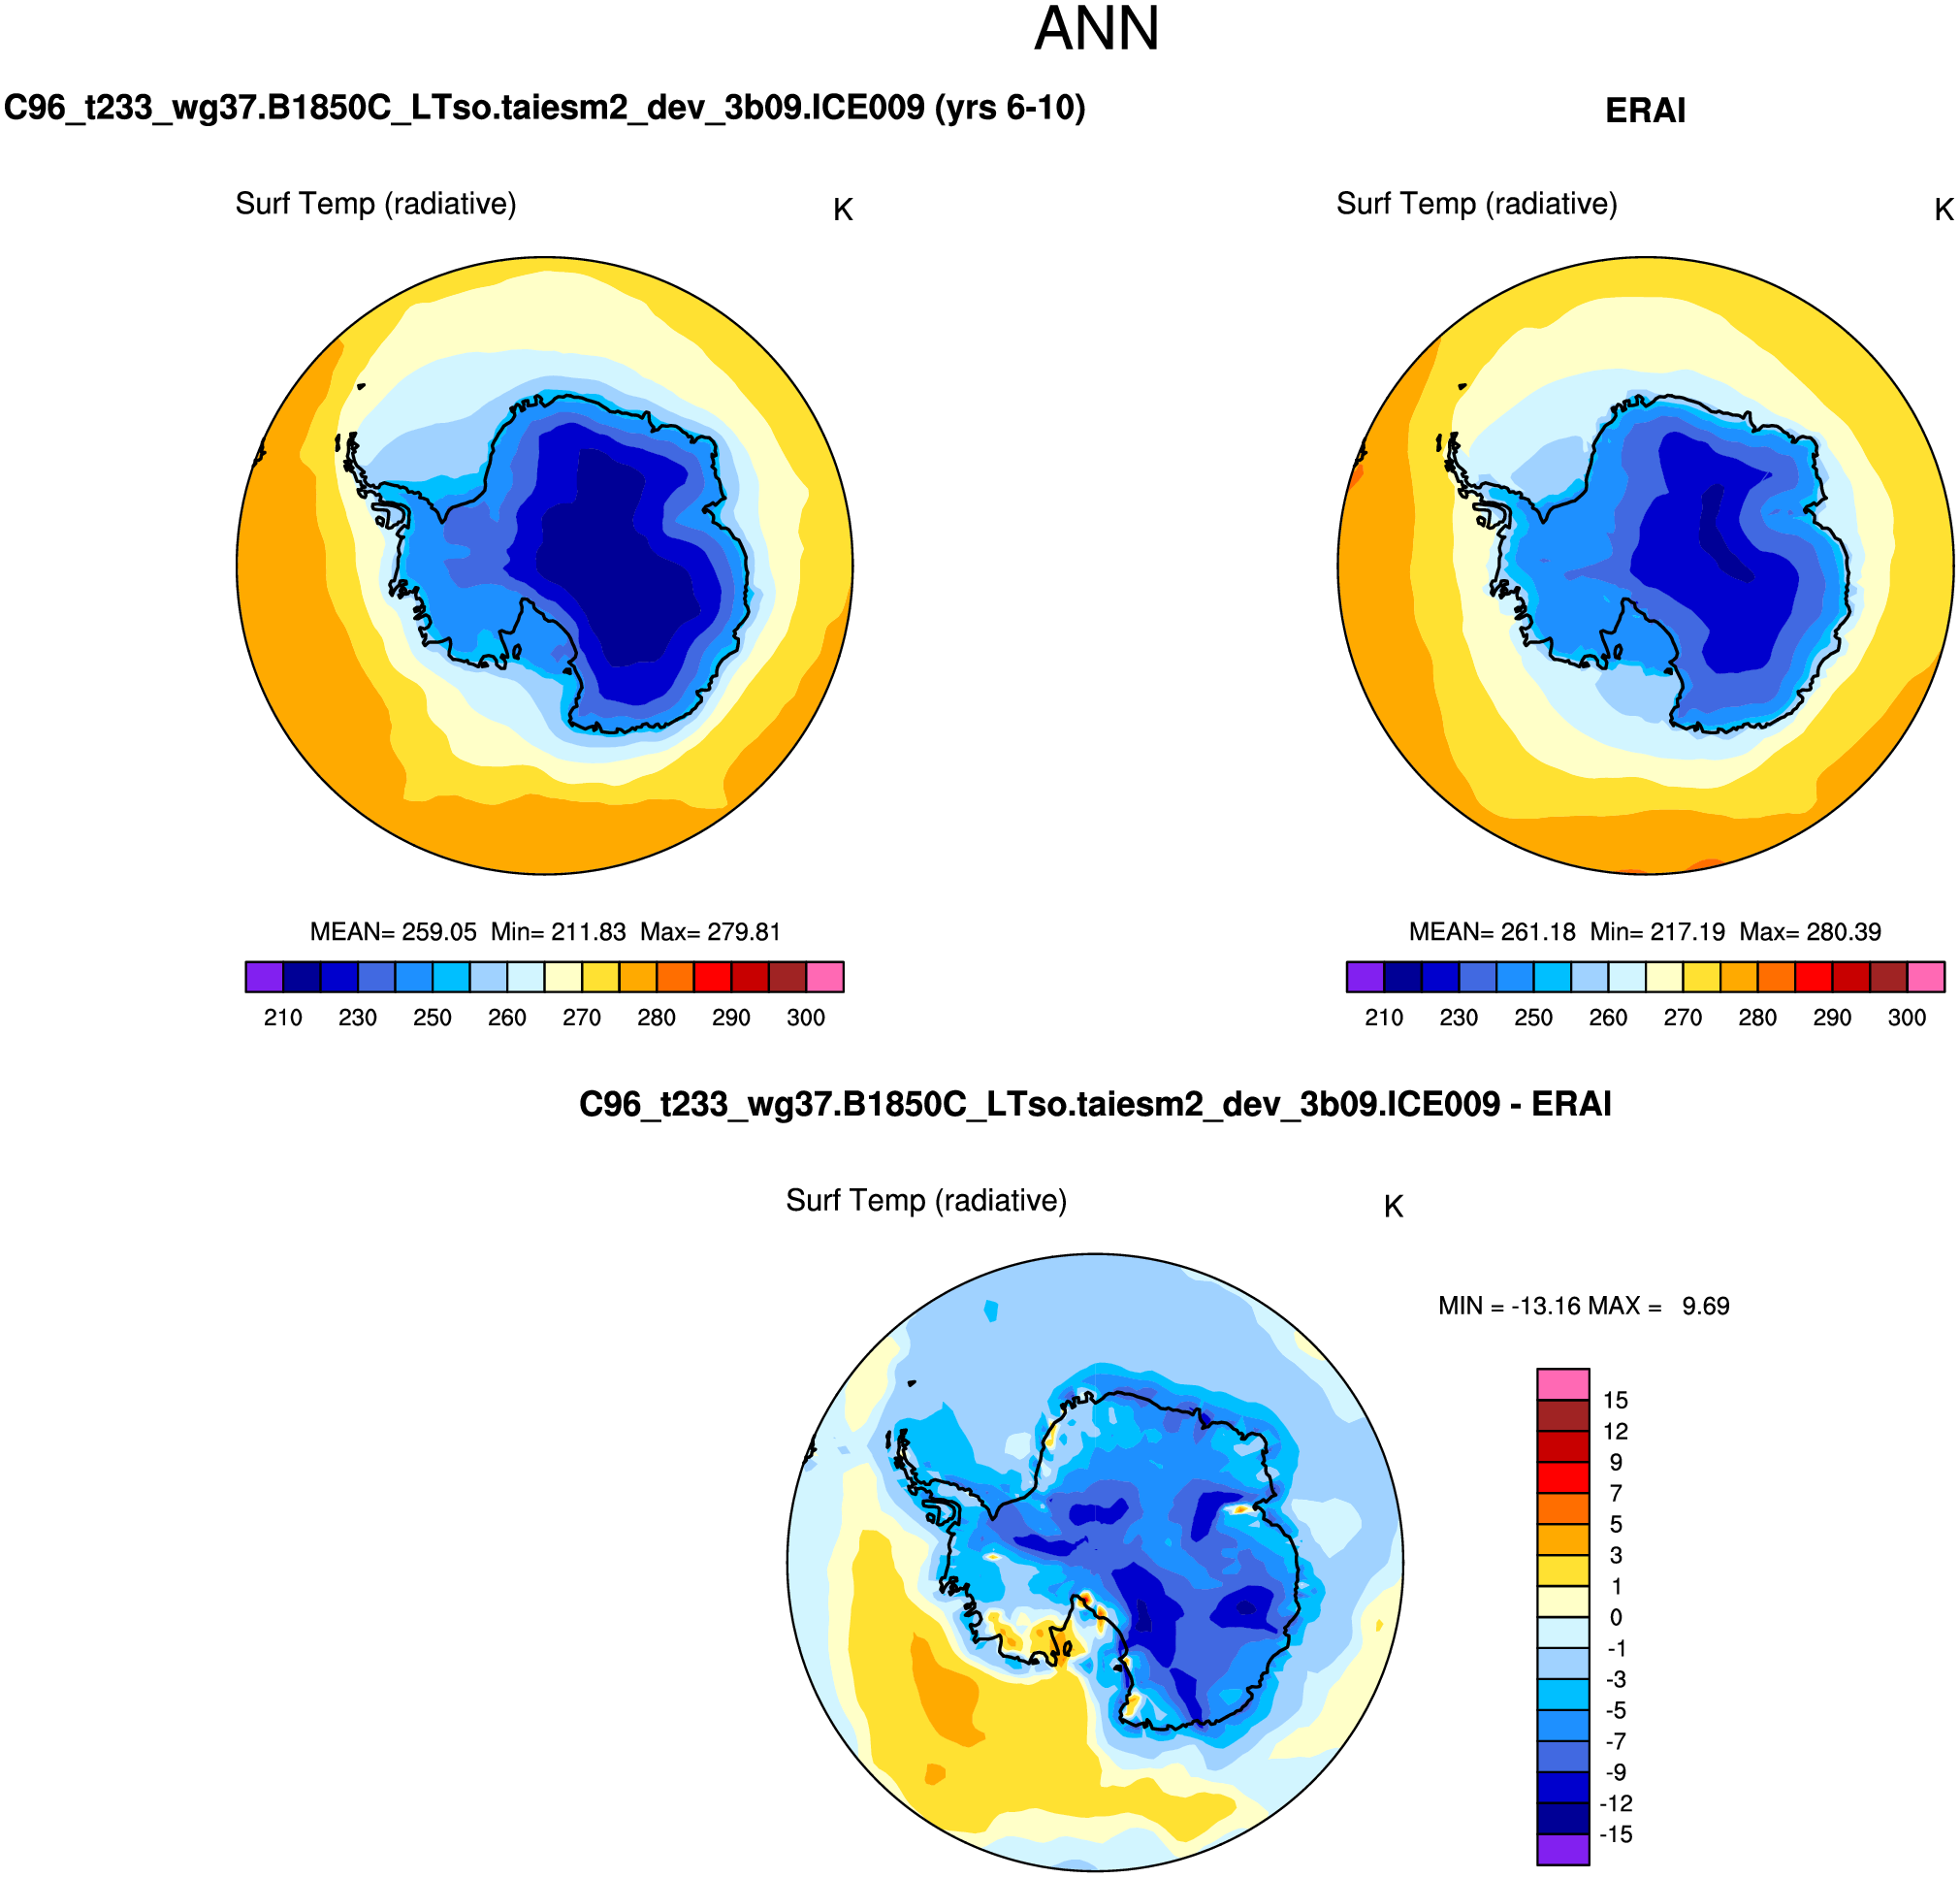 ANN
C96_t233_wg37.B1850C_LTso.taiesm2_dev_3b09.ICE009 (yrs 6-10)
ERAI
Surf Temp (radiative) K
Surf Temp (radiative) K
MEAN= 259.05 Min= 211.83 Max= 279.81
MEAN= 261.18 Min= 217.19 Max= 280.39
210 230 250 260 270 280 290 300
210 230 250 260 270 280 290 300
C96_t233_wg37.B1850C_LTso.taiesm2_dev_3b09.ICE009 - ERAI
Surf Temp (radiative) K
MIN = -13.16 MAX = 9.69
15
12
9
7
5
3
1
0
-1
-3
-5
-7
-9
-12
-15